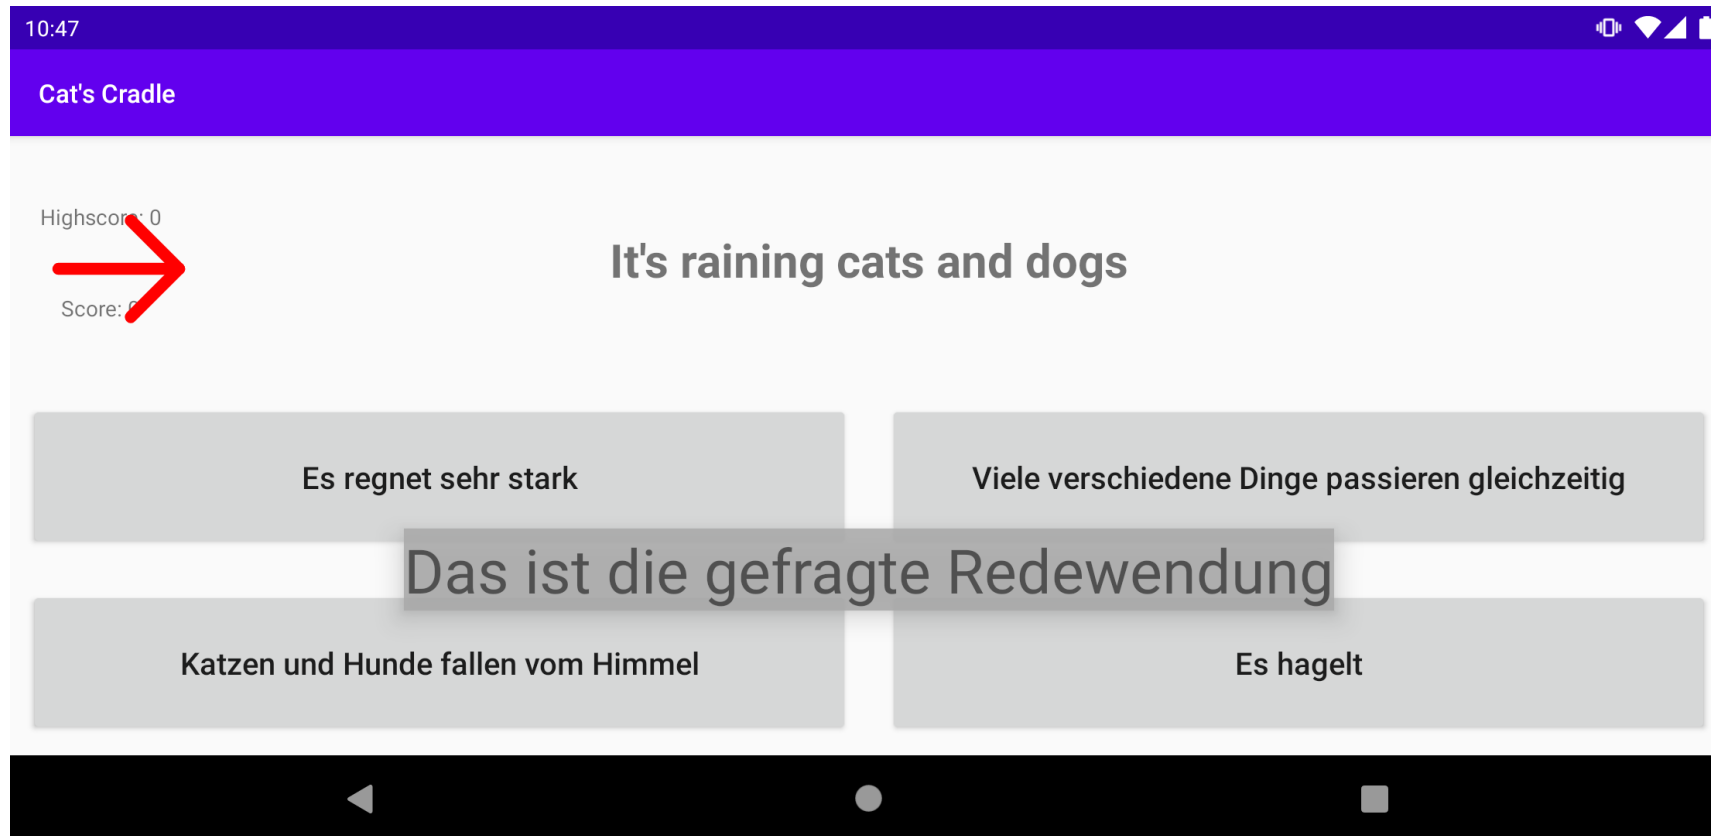 10:47
Cat's Cradle
Highscore: 0
It's raining cats and dogs
Score:
Es regnet sehr stark
Viele verschiedene Dinge passieren gleichzeitig
Das ist die gefragte Redewendung
Katzen und Hunde fallen vom Himmel
Es hagelt